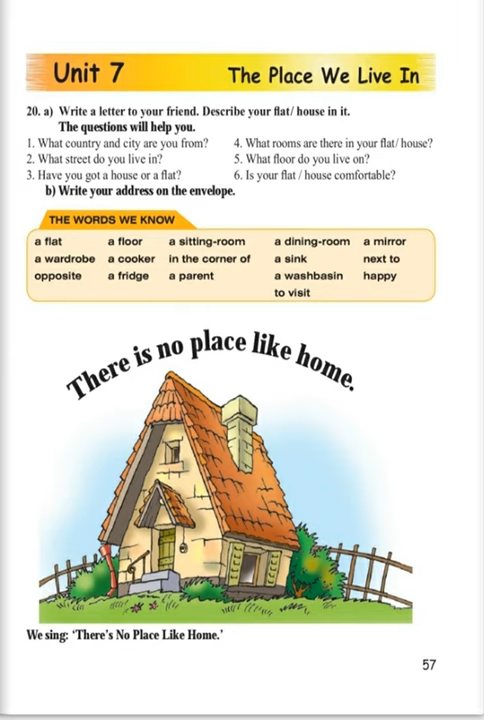 Unit 7 The Place We Live In
20. a) Write a letter to your friend. Describe your flat/ house in it.
The questions will help you.
1. What country and city are you from?
2. What street do you live in?
3. Have you got a house or a flat?
4. What rooms are there in your flat/ house?
5. What floor do you live on?
6. Is your flat / house comfortable?
b) Write your address on the envelope.
THE WORDS WE KNOW
a flat a floor a sitting-room a dining-room a mirror
a wardrobe a cooker in the corner of a sink next to
opposite a fridge a parent a washbasin happy
to visit
There is no place like home.
We sing: ‘There's No Place Like Home.’
57